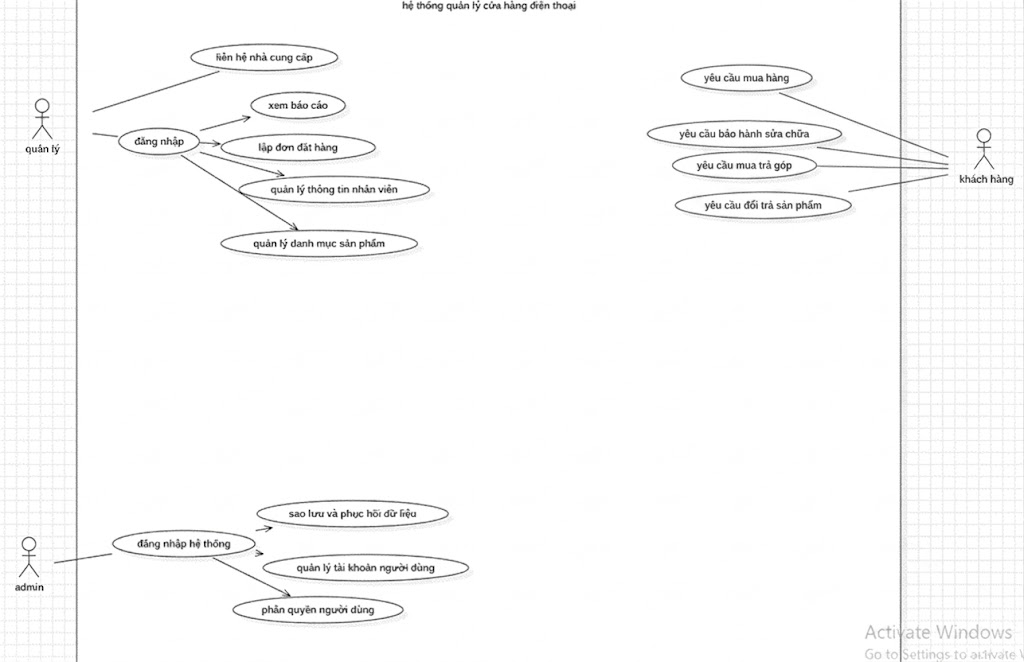 hệ thống quản lý cửa hàng điện thoại
liên hệ nhà cung cấp
yêu cầu mua hàng
xem báo cáo
quản lý
đăng nhập
lập đơn đặt hàng
yêu cầu bảo hành sửa chữa
yêu cầu mua trả góp
khách hàng
quản lý thông tin nhân viên
yêu cầu đổi trả sản phẩm
quản lý danh mục sản phẩm
sao lưu và phục hồi dữ liệu
đăng nhập hệ thống
quản lý tài khoản người dùng
admin
phân quyền người dùng
Activate Windows
Go to Settings to activate